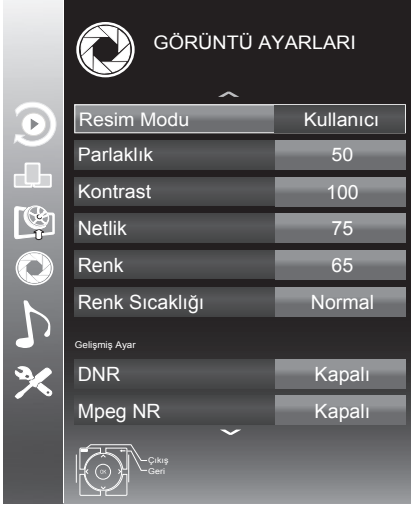 GÖRÜNTÜ AYARLARI
Resim Modu Kullanıcı
Parlaklık 50
Kontrast 100
Netlik 75
Renk 65
Renk Sıcaklığı Normal
Gelişmiş Ayar
DNR Kapalı
Mpeg NR Kapalı
Çıkış
OK Geri